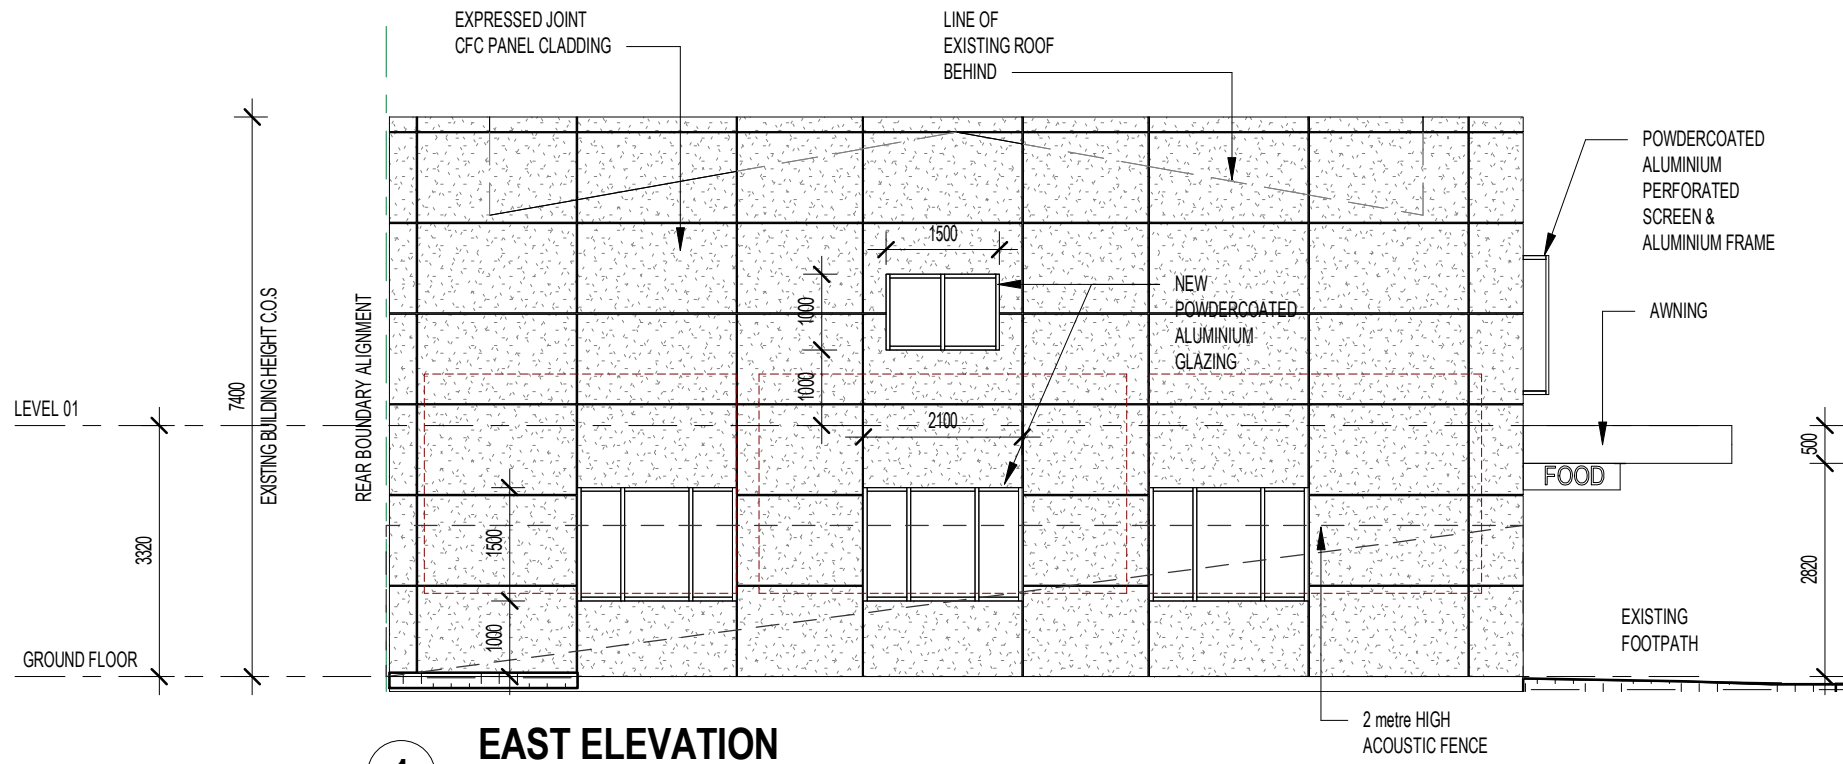 EXPRESSED JOINT
CFC PANEL CLADDING
LINE OF
EXISTING ROOF
BEHIND
POWDERCOATED
ALUMINIUM
PERFORATED
SCREEN &
ALUMINIUM FRAME
1500
NEW
POWDERCOATED
ALUMINIUM
GLAZING
AWNING
1000
1000
7400
EXISTING BUILDING HEIGHT C.O.S
REAR BOUNDARY ALIGNMENT
LEVEL 01
2100
500
FOOD
3320
1500
1000
2820
EXISTING
FOOTPATH
GROUND FLOOR
2 metre HIGH
ACOUSTIC FENCE
EAST ELEVATION